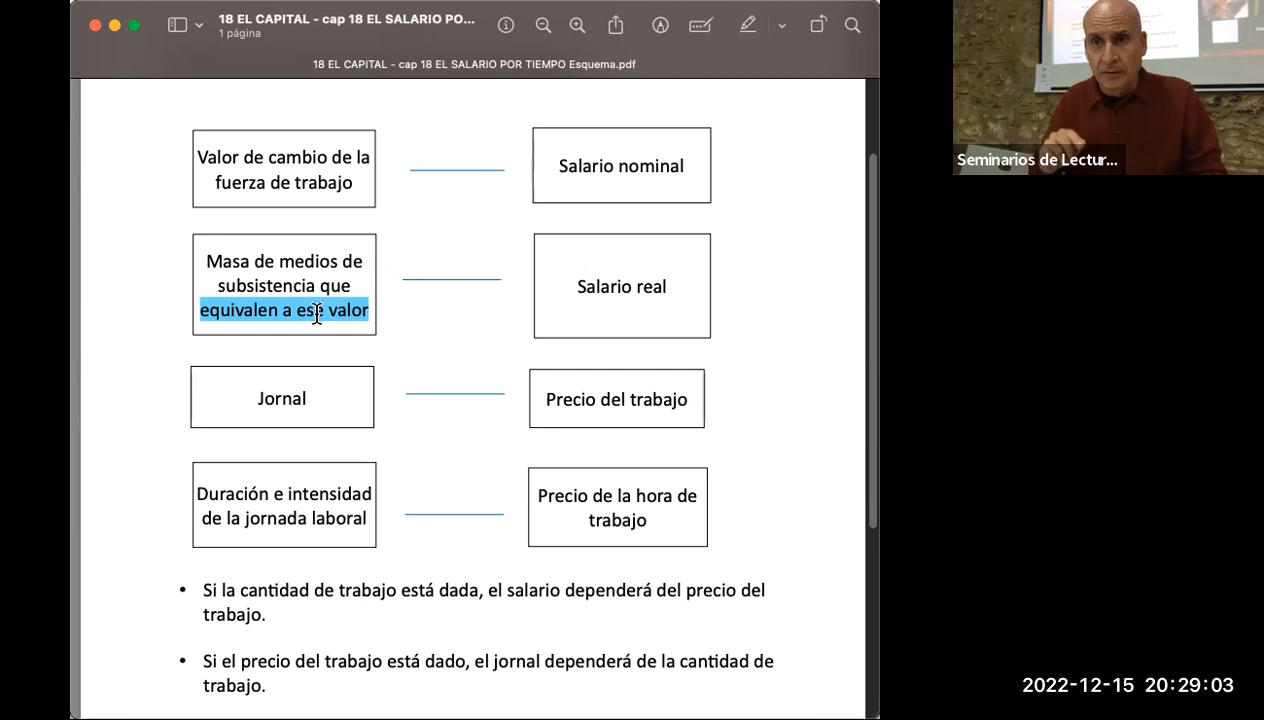 18 EL CAPITAL - cap 18 EL SALARIO PO...
1 página
18 EL CAPITAL - cap 18 EL SALARIO POR TIEMPO Esquema.pdf
Valor de cambio de la
fuerza de trabajo
Salario nominal
Masa de medios de
subsistencia que
equivalen a ese valor
Salario real
Jornal
Precio del trabajo
Duración e intensidad
de la jornada laboral
Precio de la hora de
trabajo
• Si la cantidad de trabajo está dada, el salario dependerá del precio del
trabajo.
• Si el precio del trabajo está dado, el jornal dependerá de la cantidad de
trabajo.
Seminarios de Lectur...
2022-12-15 20:29:03